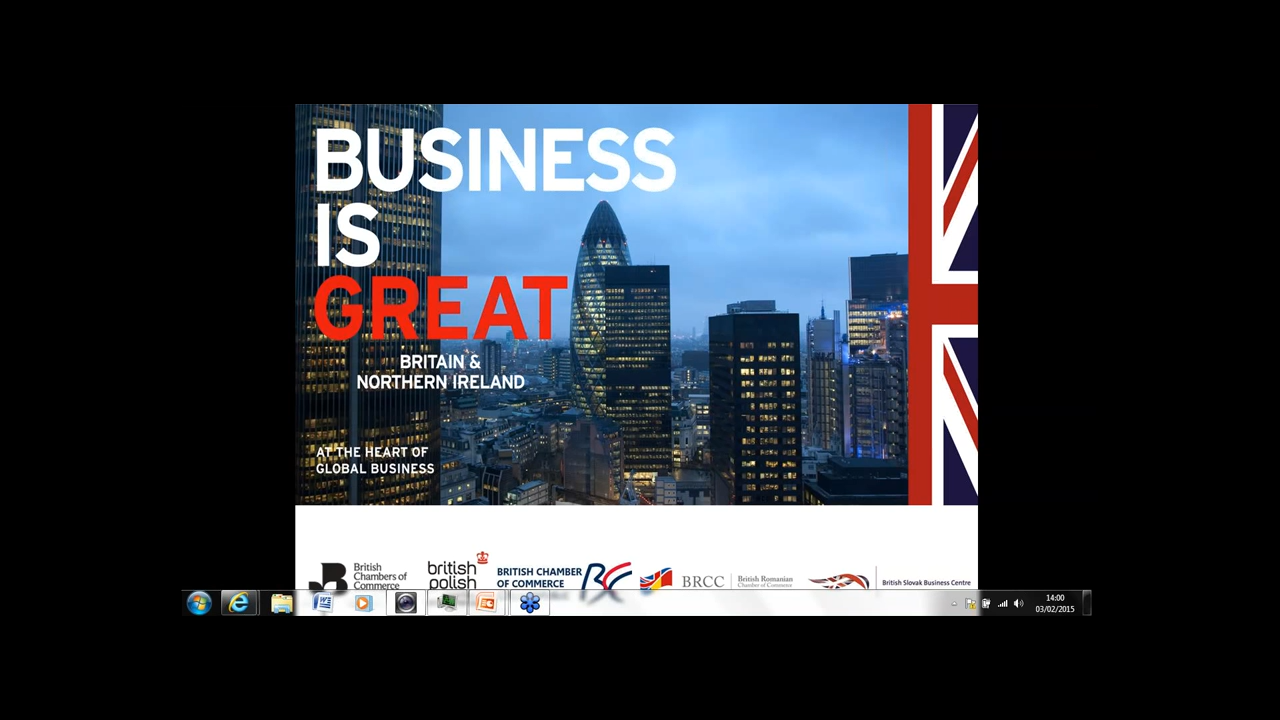 BUSINESS
IS
GREAT
BRITAIN &
NORTHERN IRELAND
AT THE HEART OF
GLOBAL BUSINESS
British
Chambers of
Commerce
british
polish
BRITISH CHAMBER
OF COMMERCE
BRCC
British Romanian
Chamber of Commerce
British Slovak Business Centre
14:00
03/02/2015